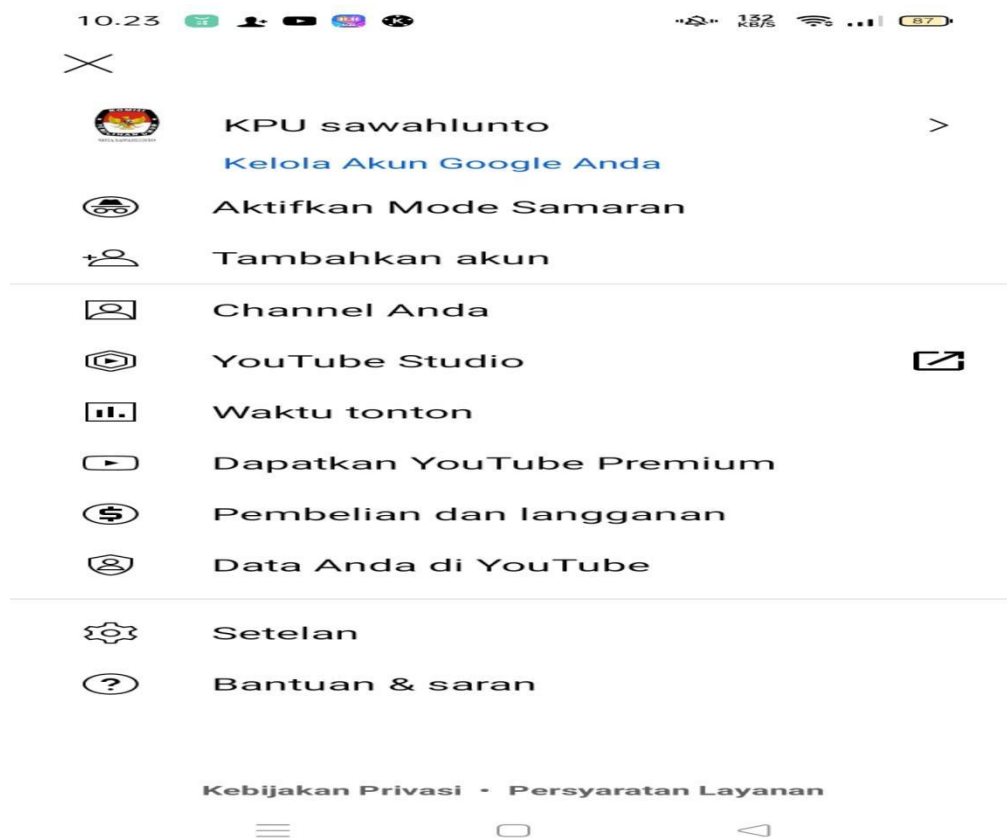 10.23 132 KB/S 87
KPU sawahlunto
Kelola Akun Google Anda
Aktifkan Mode Samaran
Tambahkan akun
Channel Anda
YouTube Studio
Waktu tonton
Dapatkan YouTube Premium
Pembelian dan langganan
Data Anda di YouTube
Setelan
Bantuan & saran
Kebijakan Privasi • Persyaratan Layanan